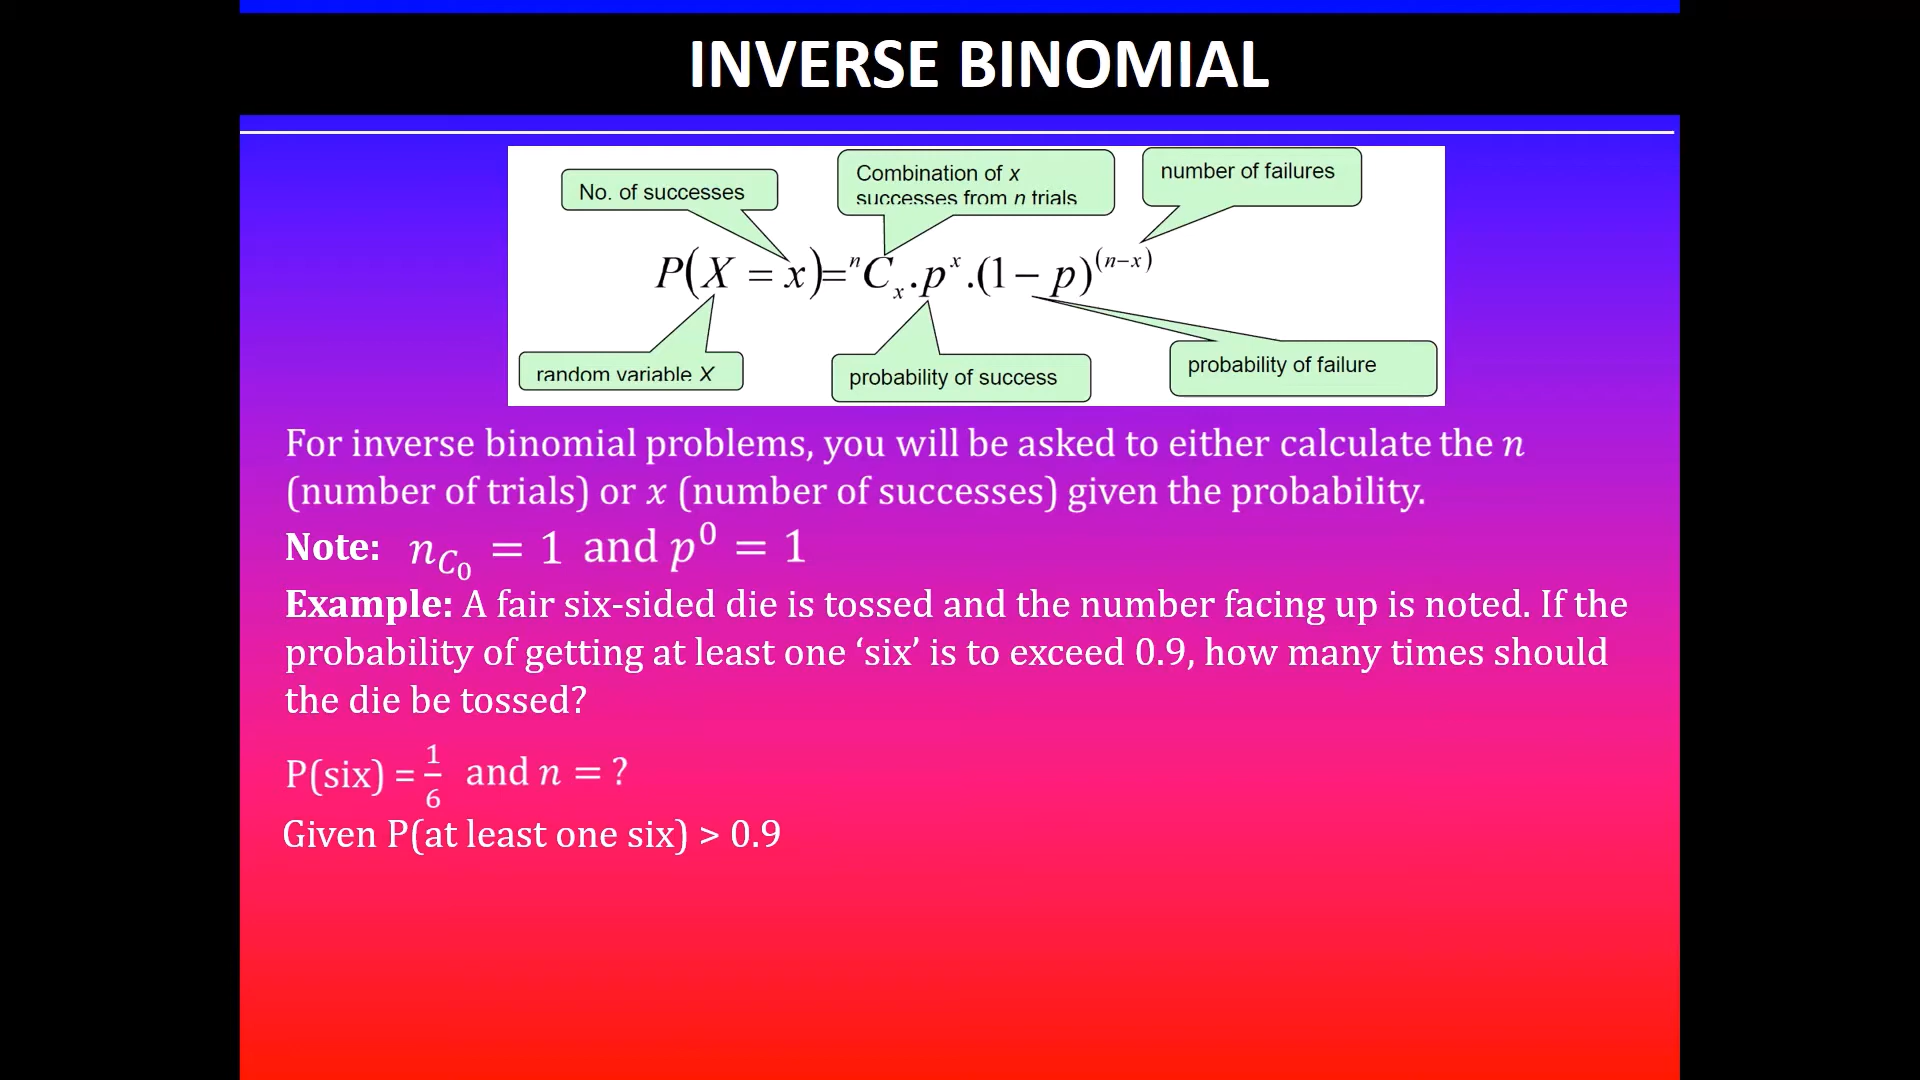 INVERSE BINOMIAL
No. of successes
Combination of x
successes from n trials
number of failures
P(X = x)=ⁿCₓ.pˣ.(1 − p)⁽ⁿ⁻ˣ⁾
random variable X
probability of success
probability of failure
For inverse binomial problems, you will be asked to either calculate the n
(number of trials) or x (number of successes) given the probability.
Note: n_{C_0} = 1 and p⁰ = 1
Example: A fair six-sided die is tossed and the number facing up is noted. If the
probability of getting at least one ‘six’ is to exceed 0.9, how many times should
the die be tossed?
P(six) = 1/6 and n = ?
Given P(at least one six) > 0.9